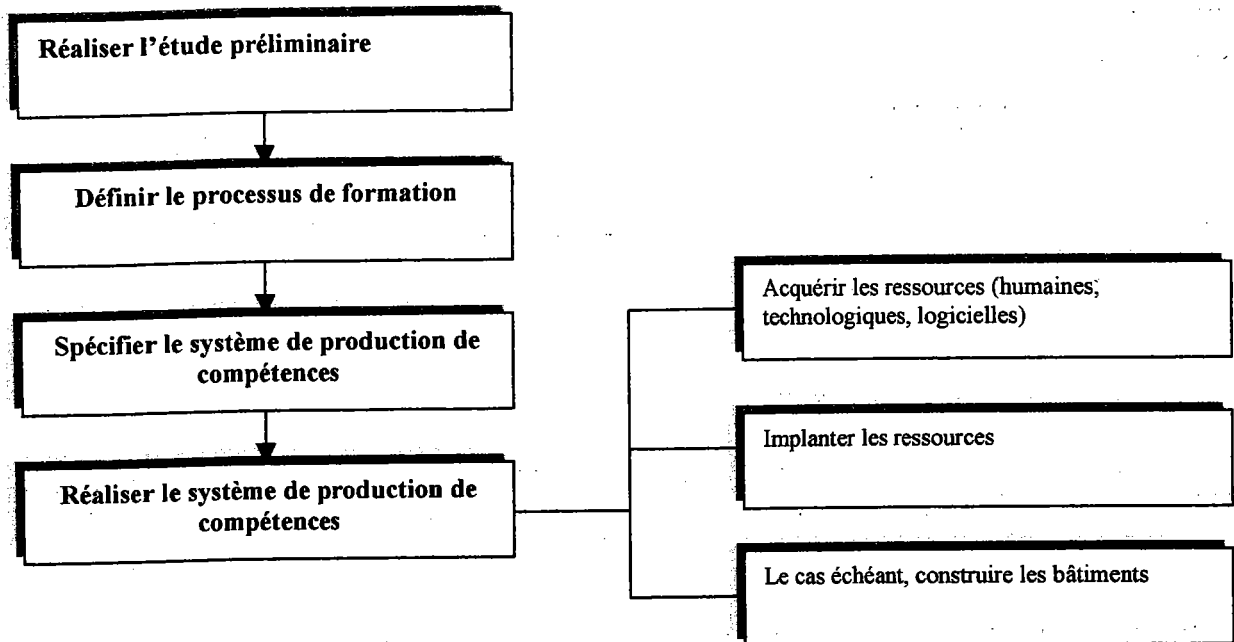 Réaliser l'étude préliminaire
Définir le processus de formation
Spécifier le système de production de
compétences
Réaliser le système de production de
compétences
Acquérir les ressources (humaines,
technologiques, logicielles)
Implanter les ressources
Le cas échéant, construire les bâtiments